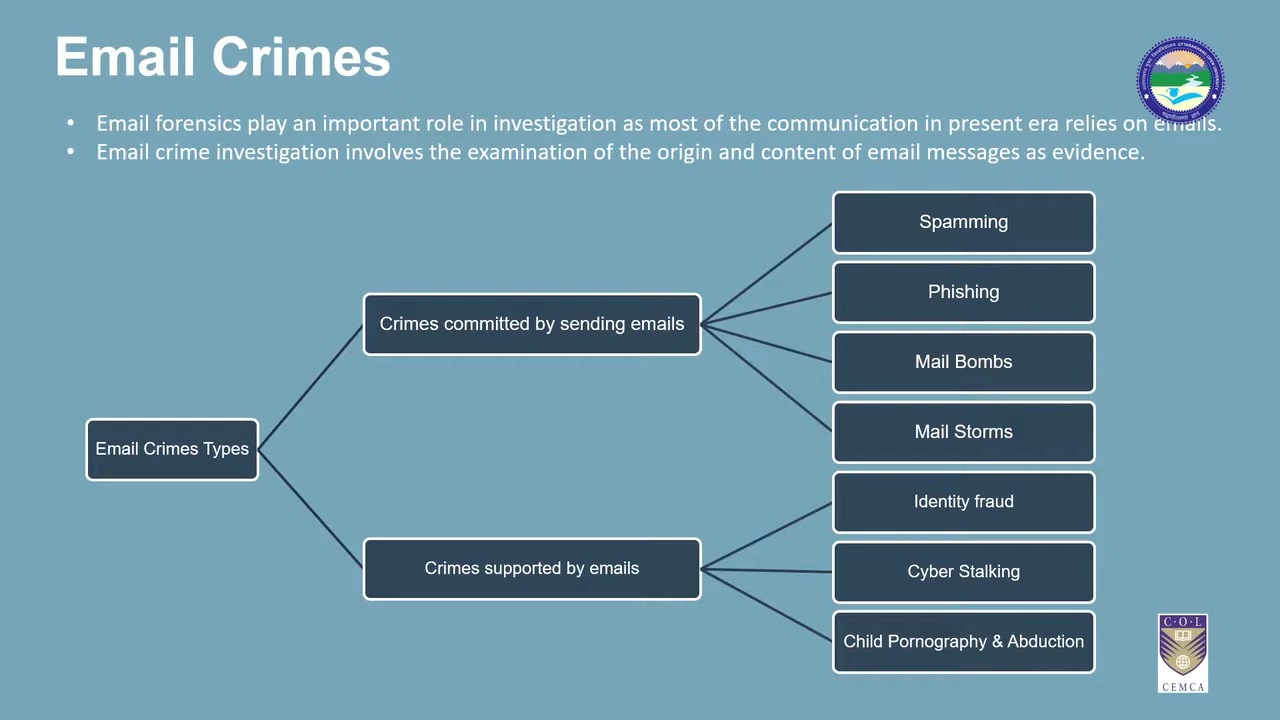 Email Crimes
• Email forensics play an important role in investigation as most of the communication in present era relies on emails.
• Email crime investigation involves the examination of the origin and content of email messages as evidence.
Spamming
Phishing
Crimes committed by sending emails
Mail Bombs
Mail Storms
Email Crimes Types
Identity fraud
Crimes supported by emails
Cyber Stalking
Child Pornography & Abduction
C·O·L
CEMCA